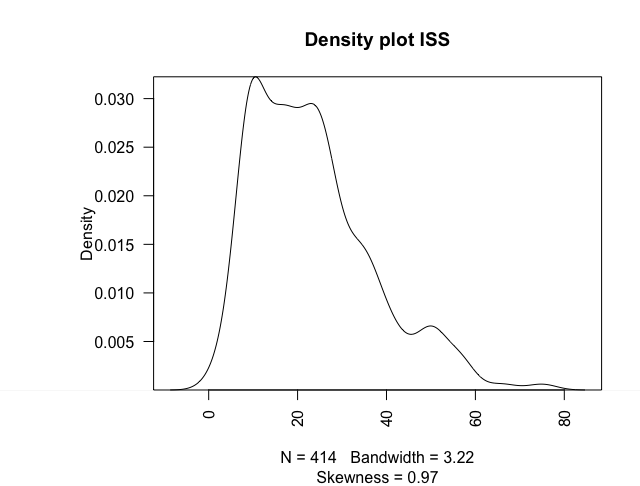 Density plot ISS
0.030
0.025
0.020
0.015
0.010
0.005
Density
0 20 40 60 80
N = 414 Bandwidth = 3.22
Skewness = 0.97